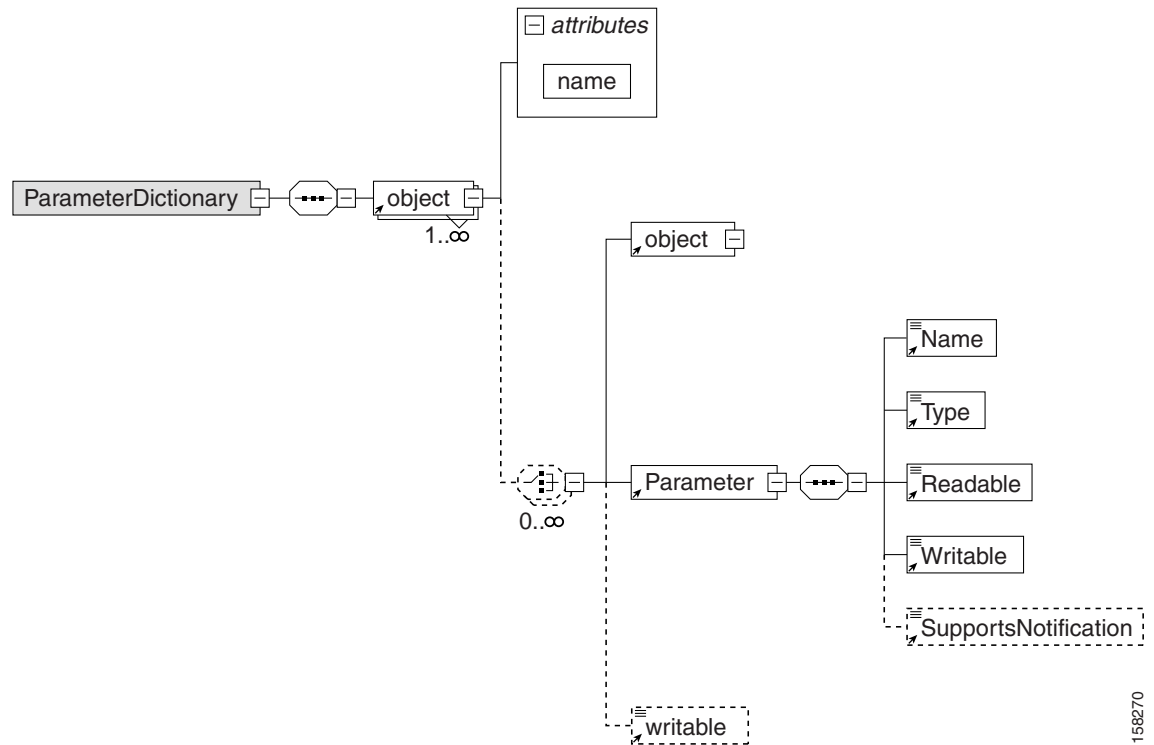 attributes
name
ParameterDictionary
object
1..∞
object
Name
Type
Readable
Parameter
0..∞
Writable
SupportsNotification
writable
158270